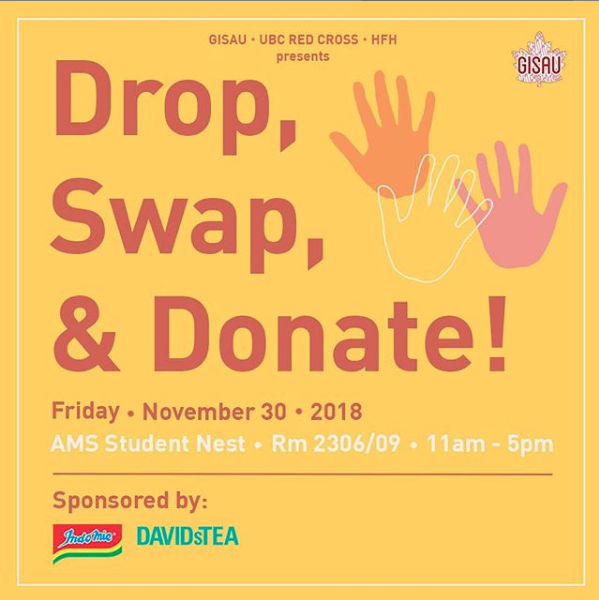 GISAU • UBC RED CROSS • HFH
presents
GISAU
Drop,
Swap,
& Donate!
Friday • November 30 • 2018
AMS Student Nest • Rm 2306/09 • 11am - 5pm
Sponsored by:
Indomie DAVIDsTEA